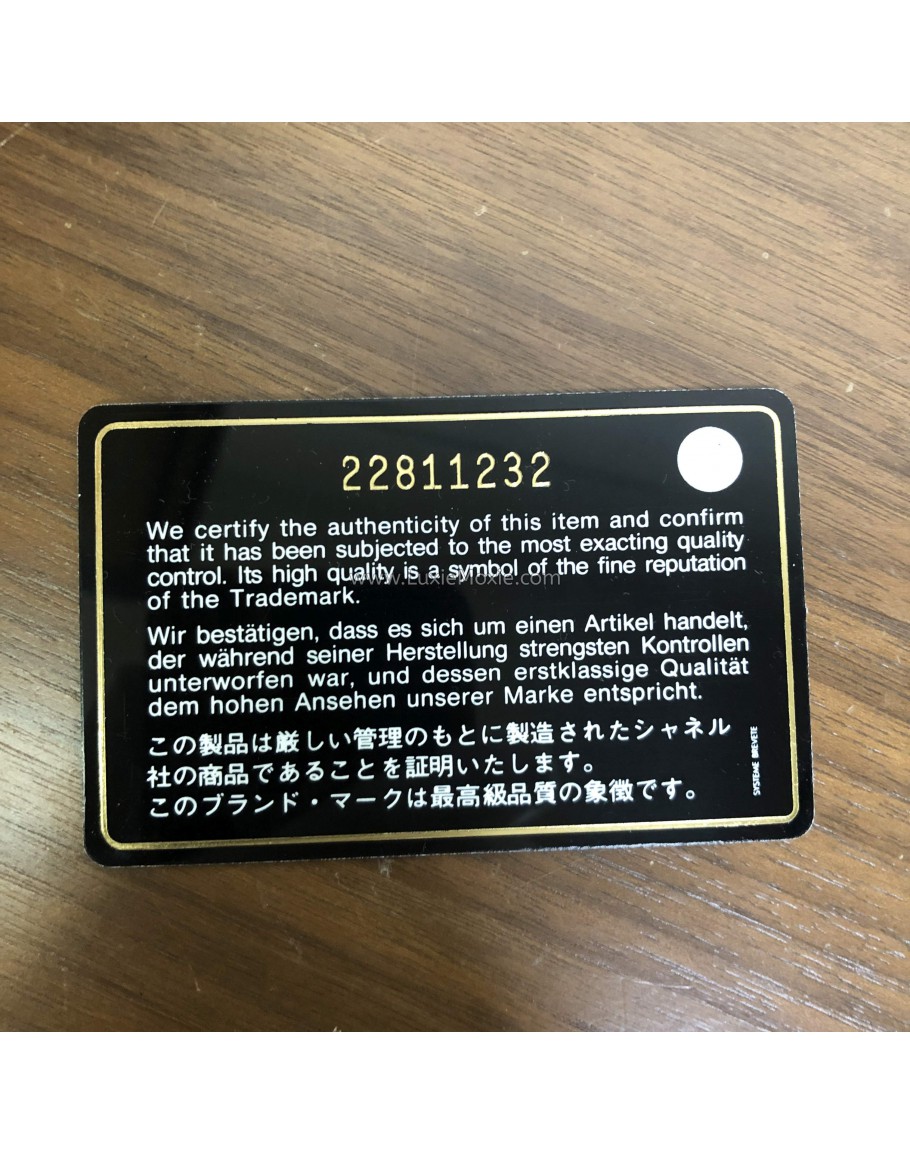 22811232
We certify the authenticity of this item and confirm
that it has been subjected to the most exacting quality
control. Its high quality is a symbol of the fine reputation
of the Trademark.
www.LuxieMoxie.com
Wir bestätigen, dass es sich um einen Artikel handelt,
der während seiner Herstellung strengsten Kontrollen
unterworfen war, und dessen erstklassige Qualität
dem hohen Ansehen unserer Marke entspricht.
この製品は厳しい管理のもとに製造されたシャネル
社の商品であることを証明いたします。
このブランド・マークは最高級品質の象徴です。
SYSTEME BREVETE